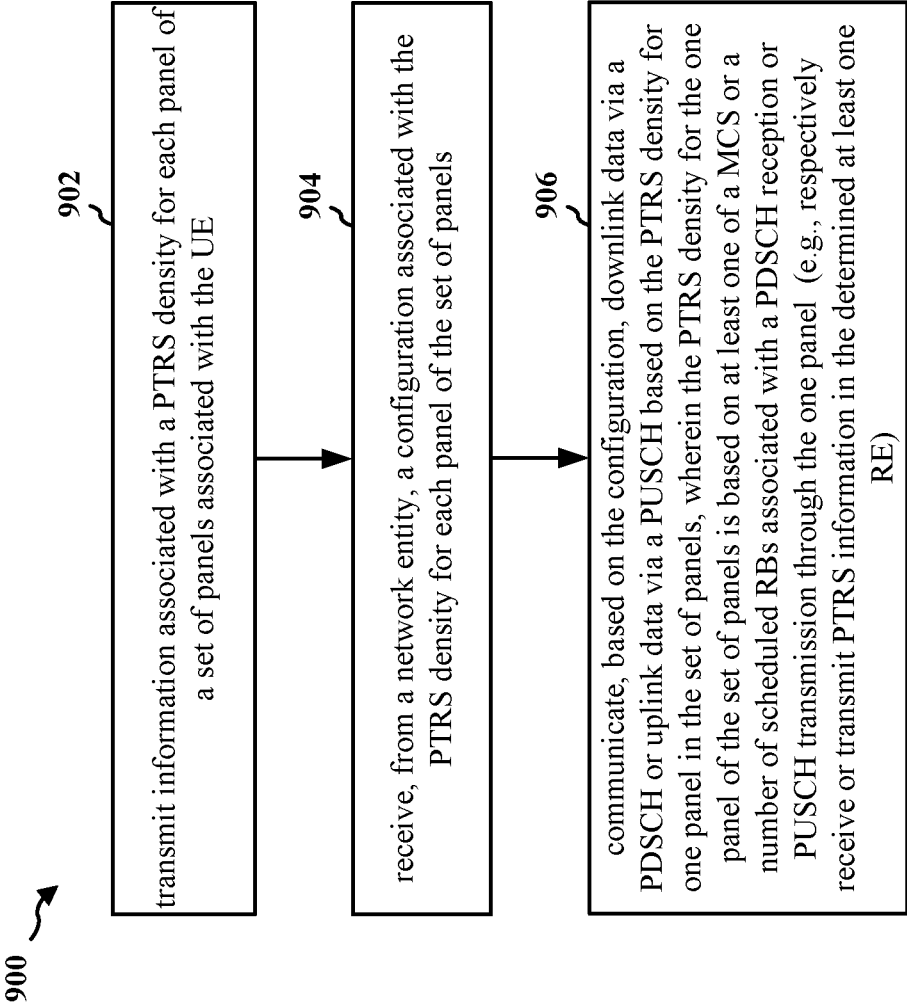 900
902
transmit information associated with a PTRS density for each panel of
a set of panels associated with the UE
904
receive, from a network entity, a configuration associated with the
PTRS density for each panel of the set of panels
906
communicate, based on the configuration, downlink data via a
PDSCH or uplink data via a PUSCH based on the PTRS density for
one panel in the set of panels, wherein the PTRS density for the one
panel of the set of panels is based on at least one of a MCS or a
number of scheduled RBs associated with a PDSCH reception or
PUSCH transmission through the one panel (e.g., respectively
receive or transmit PTRS information in the determined at least one
RE)